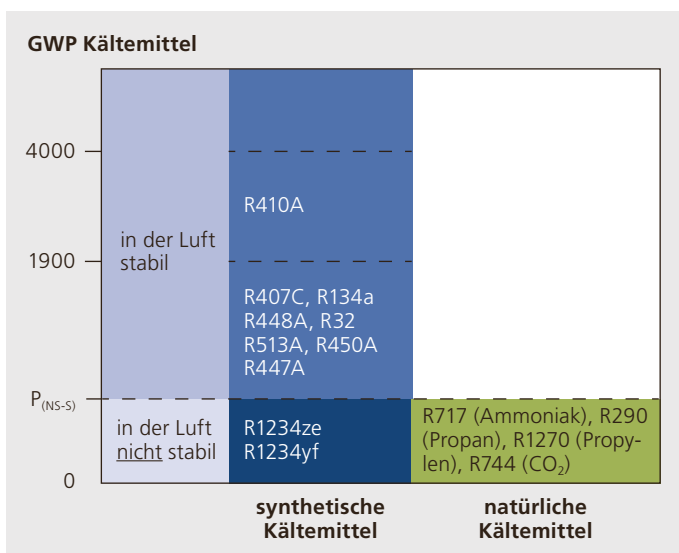 GWP Kältemittel
4000
1900
P(NS-S)
0
in der Luft
stabil
in der Luft
nicht stabil
R410A
R407C, R134a
R448A, R32
R513A, R450A
R447A
R1234ze
R1234yf
R717 (Ammoniak), R290
(Propan), R1270 (Propy-
len), R744 (CO₂)
synthetische
Kältemittel
natürliche
Kältemittel